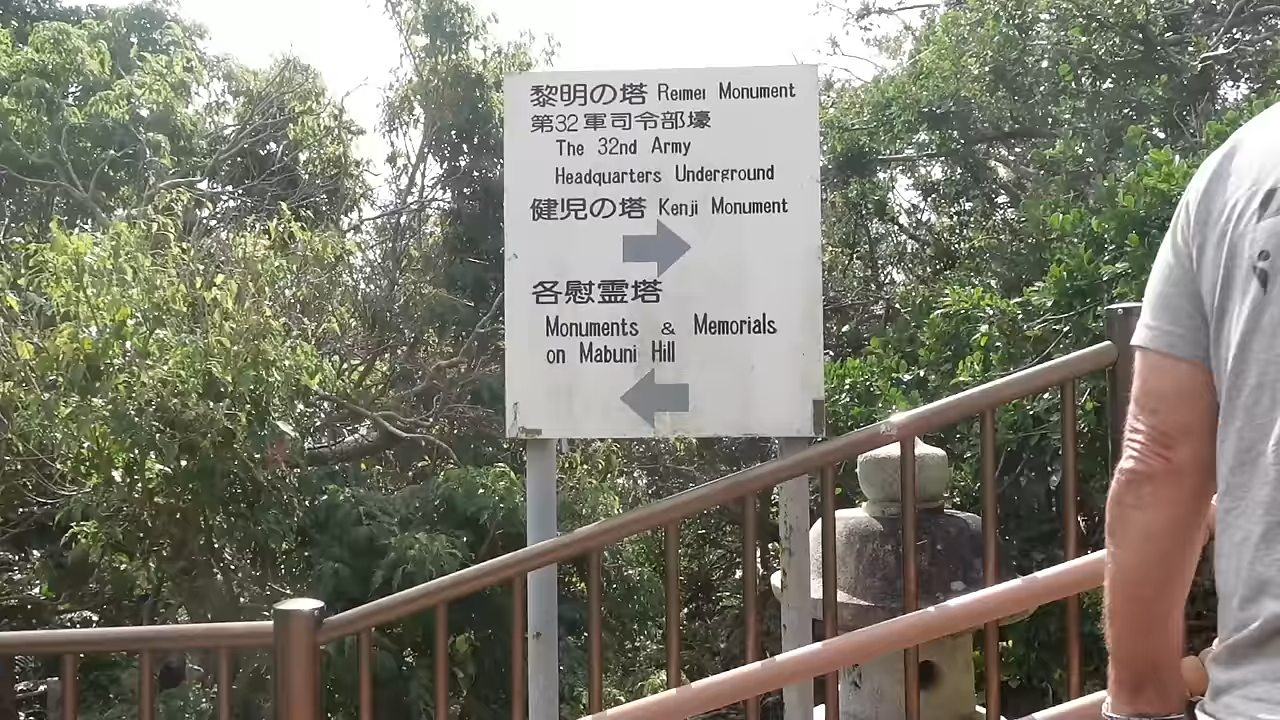 黎明の塔 Reimei Monument
第32軍司令部壕
The 32nd Army
Headquarters Underground
健児の塔 Kenji Monument
各慰霊塔
Monuments & Memorials
on Mabuni Hill